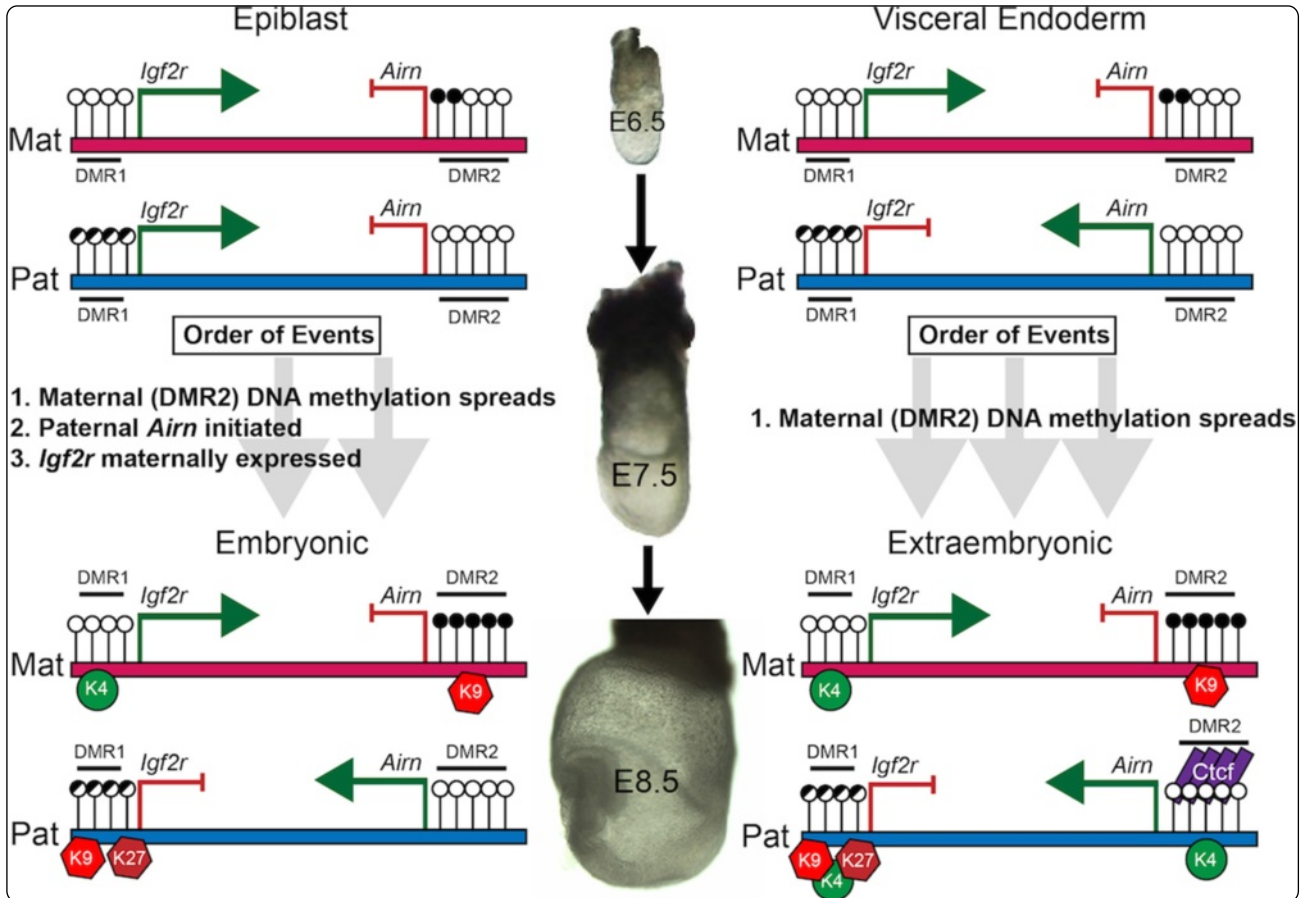 Epiblast
Igf2r
Airn
Mat
DMR1
DMR2
Igf2r
Airn
Pat
DMR1
DMR2
Order of Events
1. Maternal (DMR2) DNA methylation spreads
2. Paternal Airn initiated
3. Igf2r maternally expressed
Embryonic
DMR1
Igf2r
Airn
DMR2
Mat
K4
K9
DMR1
Igf2r
Airn
DMR2
Pat
K9
K27
E6.5
E7.5
E8.5
Visceral Endoderm
Igf2r
Airn
Mat
DMR1
DMR2
Igf2r
Airn
Pat
DMR1
DMR2
Order of Events
1. Maternal (DMR2) DNA methylation spreads
Extraembryonic
DMR1
Igf2r
Airn
DMR2
Mat
K4
K9
DMR1
Igf2r
Airn
DMR2
Ctcf
Pat
K9
K27
K4
K4